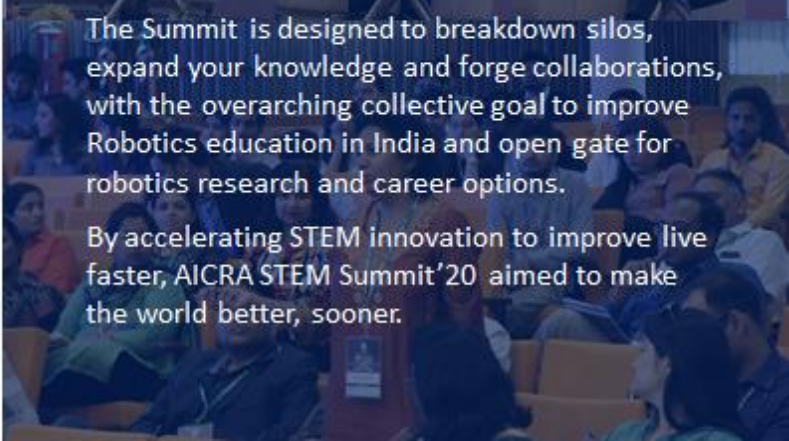 The Summit is designed to breakdown silos,
expand your knowledge and forge collaborations,
with the overarching collective goal to improve
Robotics education in India and open gate for
robotics research and career options.
By accelerating STEM innovation to improve live
faster, AICRA STEM Summit'20 aimed to make
the world better, sooner.